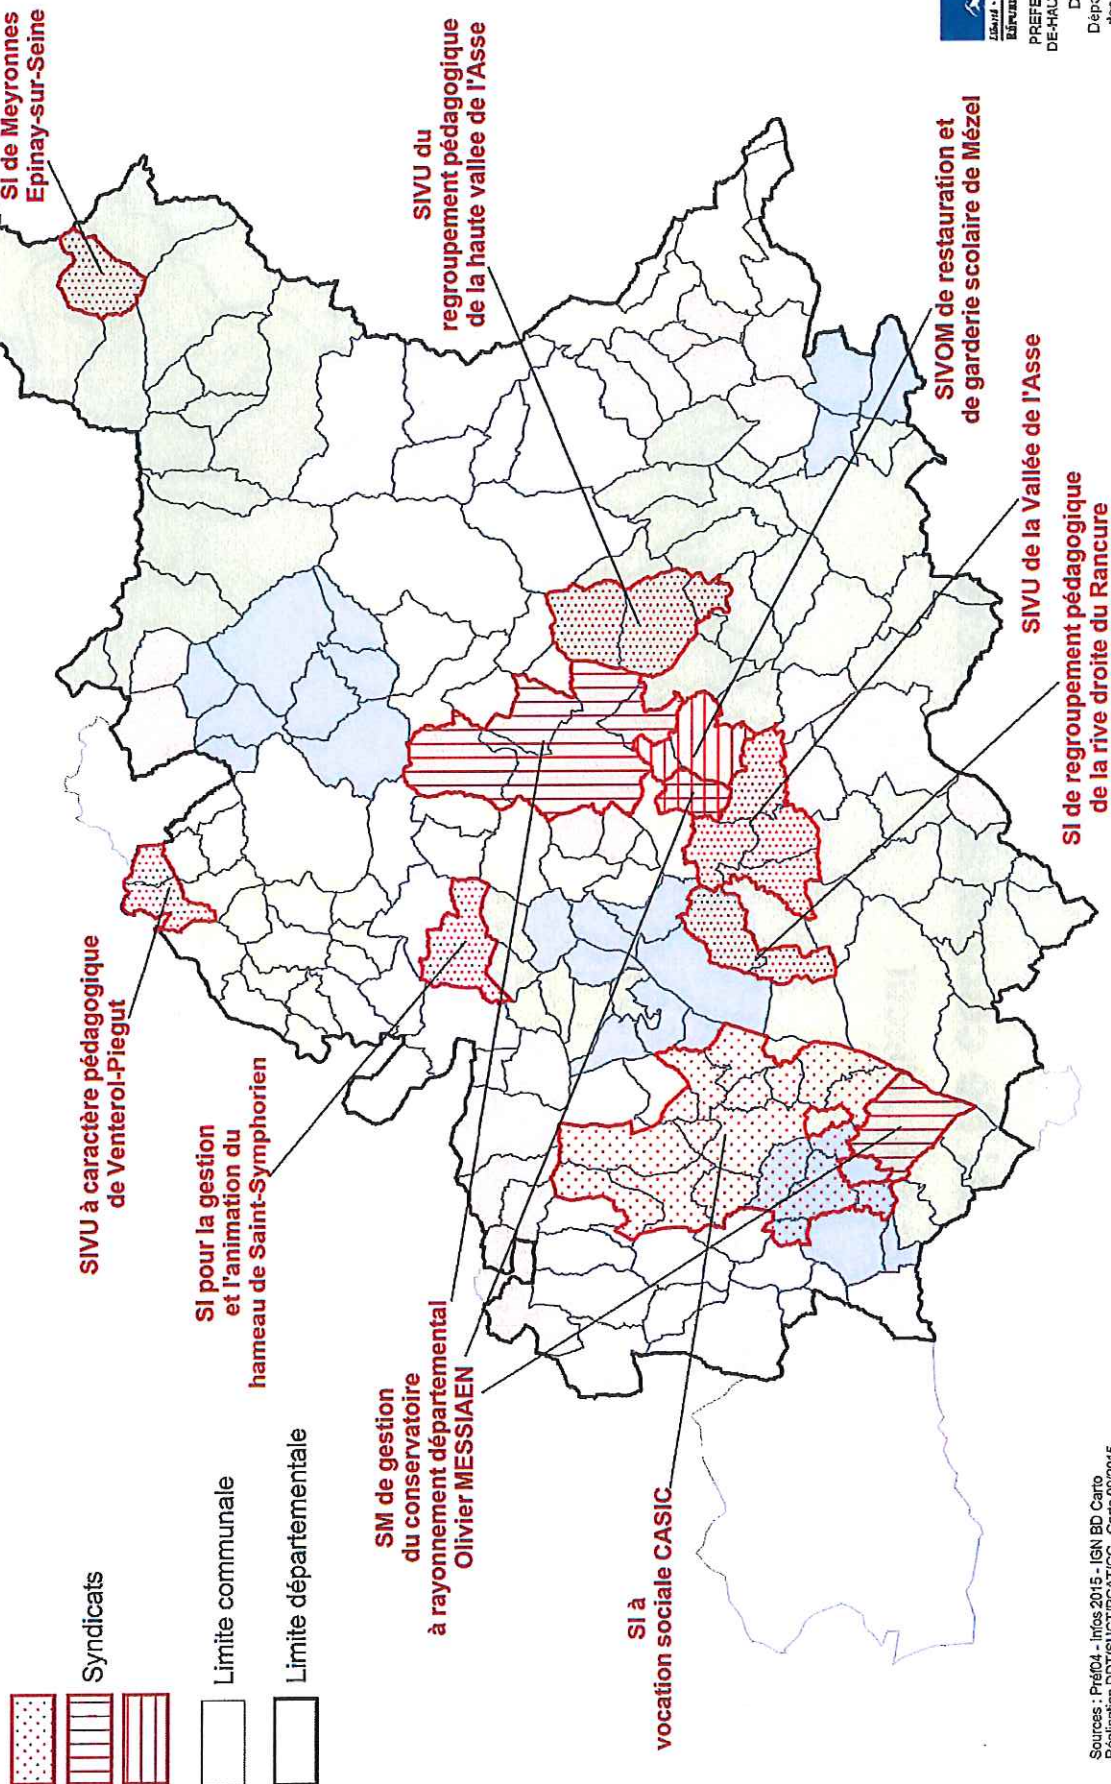 Syndicats
Limite communale
Limite départementale
SIVU à caractère pédagogique
de Venterol-Piegut
SI pour la gestion
et l'animation du
hameau de Saint-Symphorien
SM de gestion
du conservatoire
à rayonnement départemental
Olivier MESSIAEN
SI à
vocation sociale CASIC
SI de Meyronnes
Epinay-sur-Seine
SIVU du
regroupement pédagogique
de la haute vallee de l'Asse
SIVOM de restauration et
de garderie scolaire de Mézel
SIVU de la Vallée de l'Asse
SI de regroupement pédagogique
de la rive droite du Rancure
Sources : Préf04 - Infos 2015 - IGN BD Carto
PREFE
DE-HAU
D
Dépa